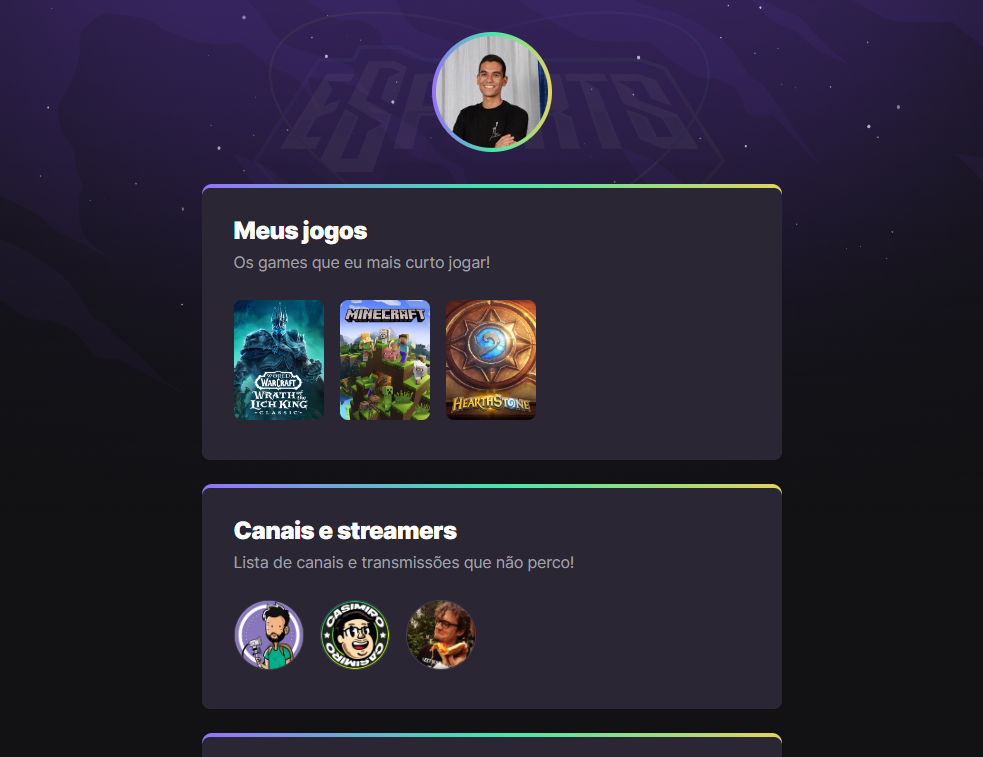 ESPORTS
Meus jogos
Os games que eu mais curto jogar!
WORLD
WARCRAFT
WRATH of the
LICH KING
CLASSIC
MINECRAFT
HEARTHSTONE
Canais e streamers
Lista de canais e transmissões que não perco!
CASIMIRO
CASIMIRO